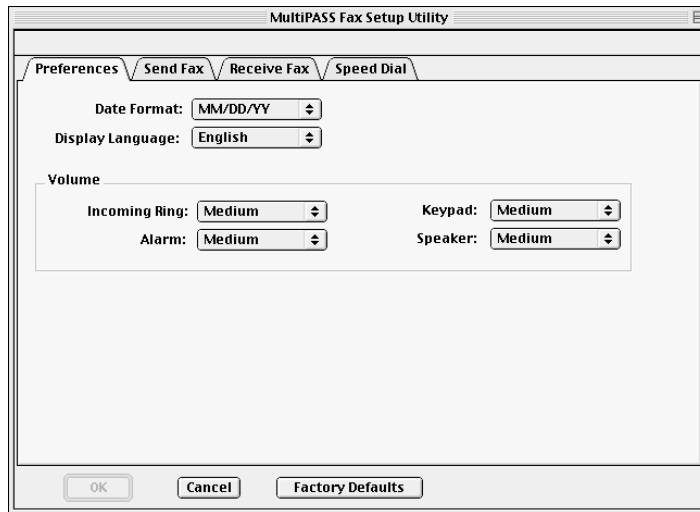 MultiPASS Fax Setup Utility
Preferences Send Fax Receive Fax Speed Dial
Date Format: MM/DD/YY
Display Language: English
Volume
Incoming Ring: Medium Keypad: Medium
Alarm: Medium Speaker: Medium
OK Cancel Factory Defaults